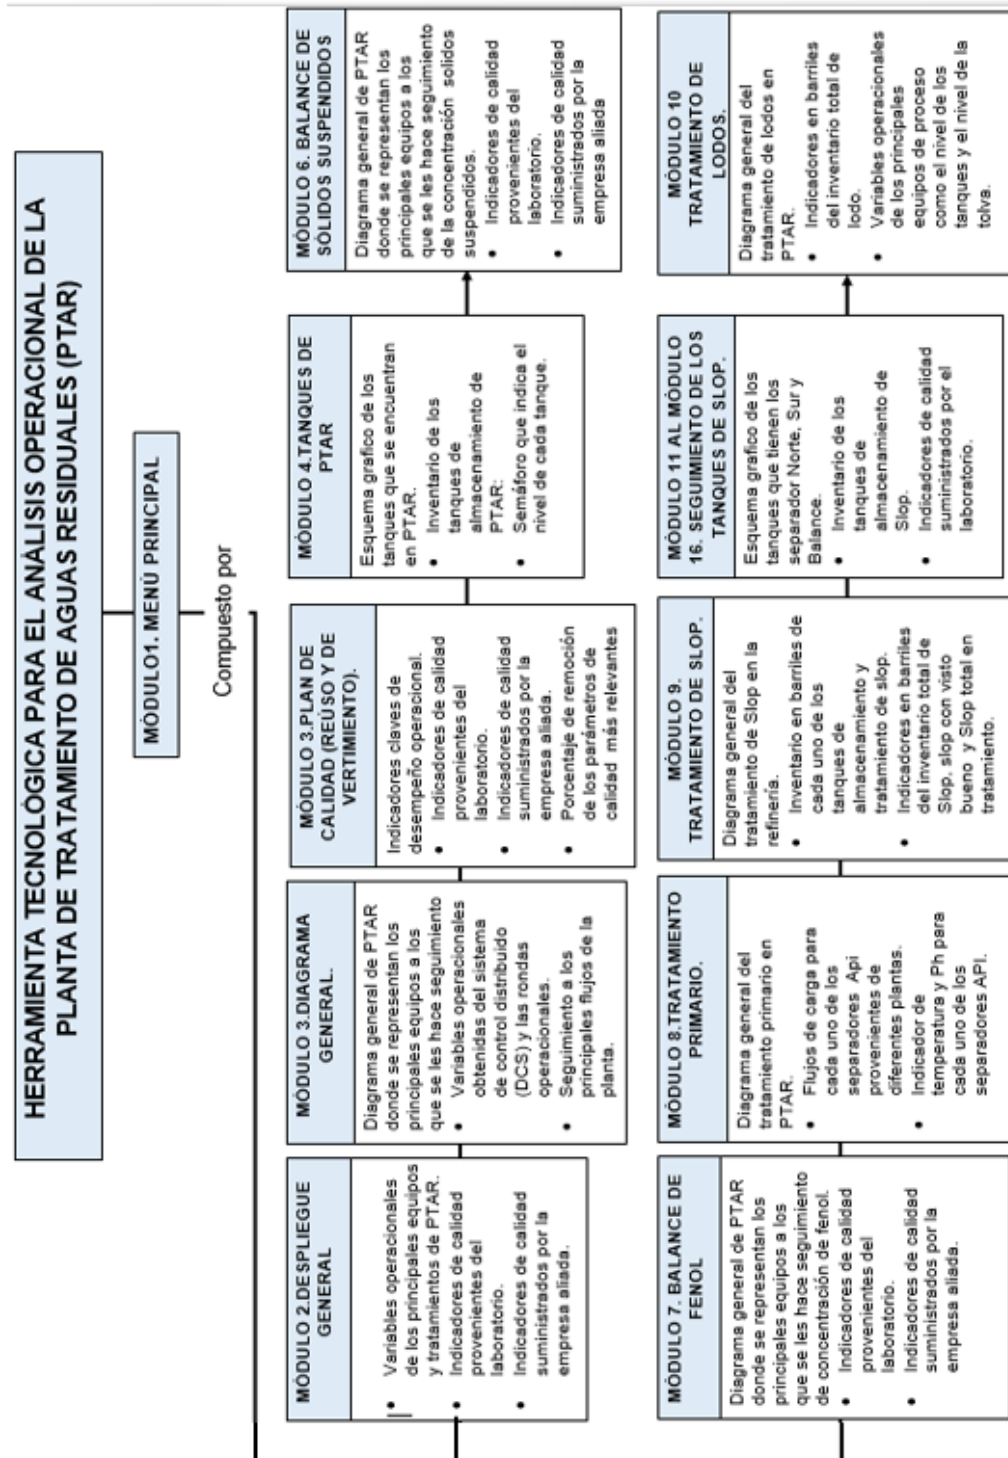 HERRAMIENTA TECNOLÓGICA PARA EL ANÁLISIS OPERACIONAL DE LA
PLANTA DE TRATAMIENTO DE AGUAS RESIDUALES (PTAR)
MÓDULO1. MENÚ PRINCIPAL
Compuesto por
MÓDULO 2.DESPLIEGUE
GENERAL
• Variables operacionales
de los principales equipos
y tratamientos de PTAR.
• Indicadores de calidad
provenientes del
laboratorio.
• Indicadores de calidad
suministrados por la
empresa aliada.
MÓDULO 3.DIAGRAMA
GENERAL.
Diagrama general de PTAR
donde se representan los
principales equipos a los
que se les hace seguimiento
• Variables operacionales
obtenidas del sistema
de control distribuido
(DCS) y las rondas
operacionales.
• Seguimiento a los
principales flujos de la
planta.
MÓDULO 3.PLAN DE
CALIDAD (REÚSO Y DE
VERTIMIENTO).
Indicadores claves de
desempeño operacional.
• Indicadores de calidad
provenientes del
laboratorio.
• Indicadores de calidad
suministrados por la
empresa aliada.
• Porcentaje de remoción
de los parámetros de
calidad más relevantes
MÓDULO 4.TANQUES DE
PTAR
Esquema grafico de los
tanques que se encuentran
en PTAR.
• Inventario de los
tanques de
almacenamiento de
PTAR:
• Semáforo que indica el
nivel de cada tanque.
MÓDULO 6. BALANCE DE
SÓLIDOS SUSPENDIDOS
Diagrama general de PTAR
donde se representan los
principales equipos a los
que se les hace seguimiento
de la concentración solidos
suspendidos.
• Indicadores de calidad
provenientes del
laboratorio.
• Indicadores de calidad
suministrados por la
empresa aliada
MÓDULO 7. BALANCE DE
FENOL
Diagrama general de PTAR
donde se representan los
principales equipos a los
que se les hace seguimiento
de concentración de fenol.
• Indicadores de calidad
provenientes del
laboratorio.
• Indicadores de calidad
suministrados por la
empresa aliada.
MÓDULO 8.TRATAMIENTO
PRIMARIO.
Diagrama general del
tratamiento primario en
PTAR.
• Flujos de carga para
cada uno de los
separadores Api
provenientes de
diferentes plantas.
• Indicador de
temperatura y Ph para
cada uno de los
separadores API.
MÓDULO 9.
TRATAMIENTO DE SLOP.
Diagrama general del
tratamiento de Slop en la
refinería.
• Inventario en barriles de
cada uno de los
tanques de
almacenamiento y
tratamiento de slop.
• Indicadores en barriles
del inventario total de
Slop, slop con visto
bueno y Slop total en
tratamiento.
MÓDULO 11 AL MÓDULO
16. SEGUIMIENTO DE LOS
TANQUES DE SLOP.
Esquema grafico de los
tanques que tienen los
separador Norte, Sur y
Balance.
• Inventario de los
tanques de
almacenamiento de
Slop.
• Indicadores de calidad
suministrados por el
laboratorio.
MÓDULO 10
TRATAMIENTO DE
LODOS.
Diagrama general del
tratamiento de lodos en
PTAR.
• Indicadores en barriles
del inventario total de
lodo.
• Variables operacionales
de los principales
equipos de proceso
como el nivel de los
tanques y el nivel de la
tolva.